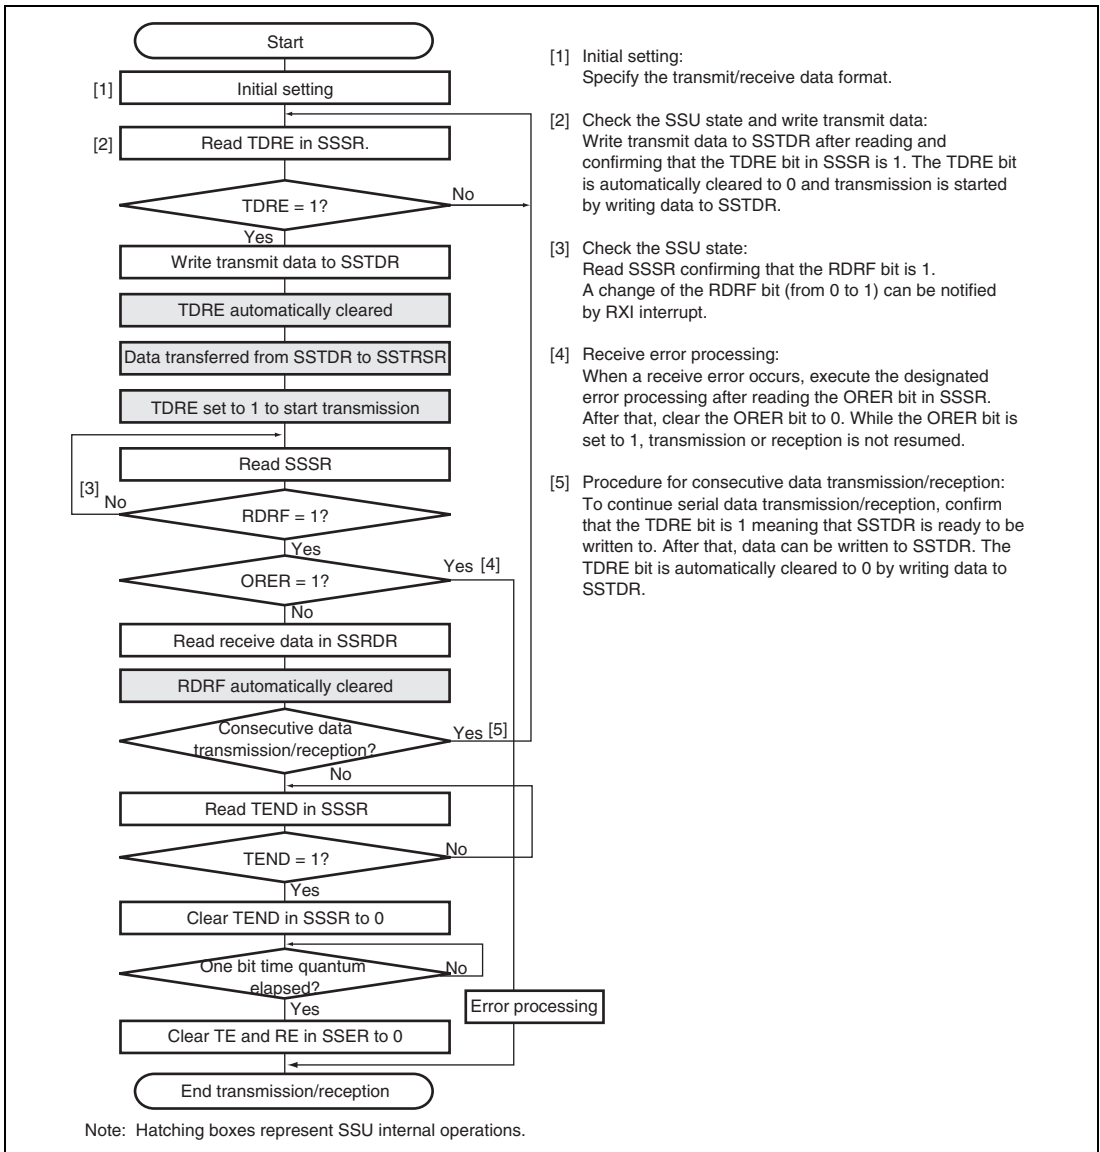 Start
[1] Initial setting
[2] Read TDRE in SSSR.
TDRE = 1?
No
Yes
Write transmit data to SSTDR
TDRE automatically cleared
Data transferred from SSTDR to SSTRSR
TDRE set to 1 to start transmission
Read SSSR
[3]
No
RDRF = 1?
Yes
Yes [4]
ORER = 1?
No
Read receive data in SSRDR
RDRF automatically cleared
Consecutive data
transmission/reception?
Yes [5]
No
Read TEND in SSSR
TEND = 1?
No
Yes
Clear TEND in SSSR to 0
One bit time quantum
elapsed?
No
Yes
Error processing
Clear TE and RE in SSER to 0
End transmission/reception
[1] Initial setting:
Specify the transmit/receive data format.
[2] Check the SSU state and write transmit data:
Write transmit data to SSTDR after reading and
confirming that the TDRE bit in SSSR is 1. The TDRE bit
is automatically cleared to 0 and transmission is started
by writing data to SSTDR.
[3] Check the SSU state:
Read SSSR confirming that the RDRF bit is 1.
A change of the RDRF bit (from 0 to 1) can be notified
by RXI interrupt.
[4] Receive error processing:
When a receive error occurs, execute the designated
error processing after reading the ORER bit in SSSR.
After that, clear the ORER bit to 0. While the ORER bit is
set to 1, transmission or reception is not resumed.
[5] Procedure for consecutive data transmission/reception:
To continue serial data transmission/reception, confirm
that the TDRE bit is 1 meaning that SSTDR is ready to be
written to. After that, data can be written to SSTDR. The
TDRE bit is automatically cleared to 0 by writing data to
SSTDR.
Note: Hatching boxes represent SSU internal operations.